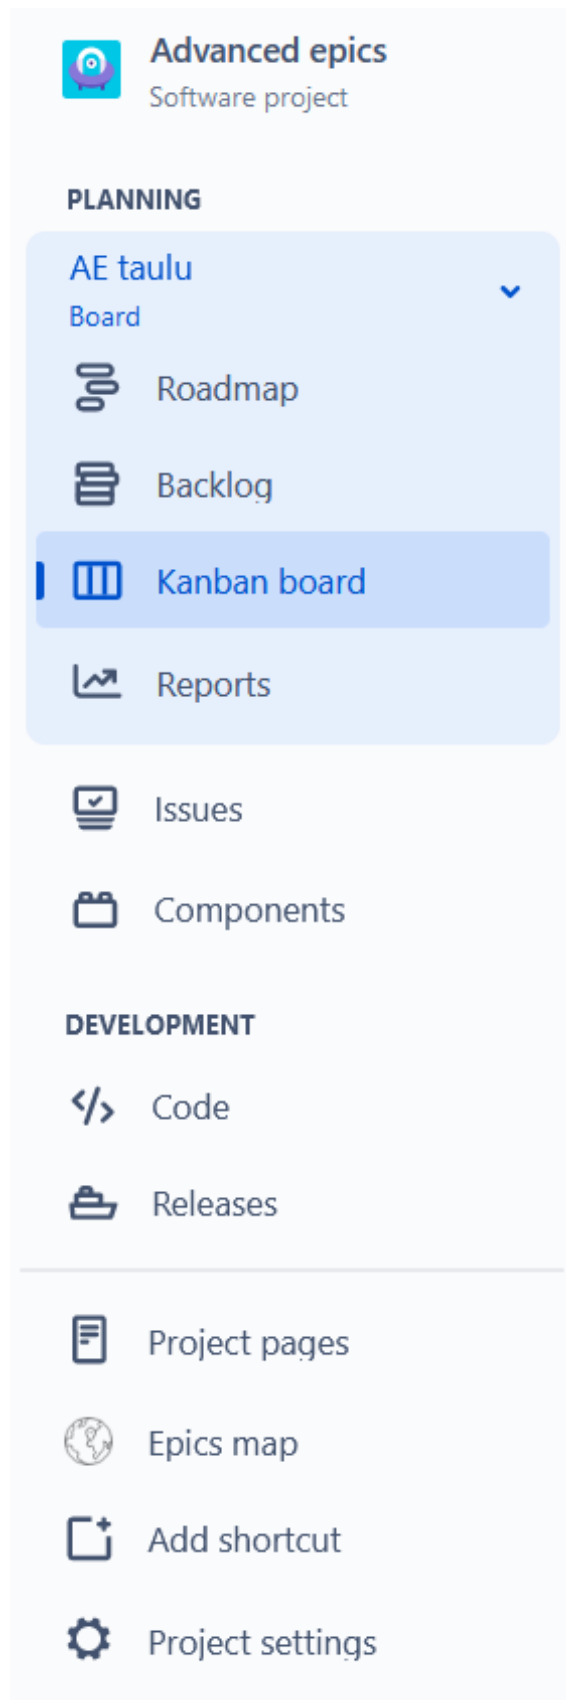 Advanced epics
Software project
PLANNING
AE taulu
Board
Roadmap
Backlog
Kanban board
Reports
Issues
Components
DEVELOPMENT
Code
Releases
Project pages
Epics map
Add shortcut
Project settings